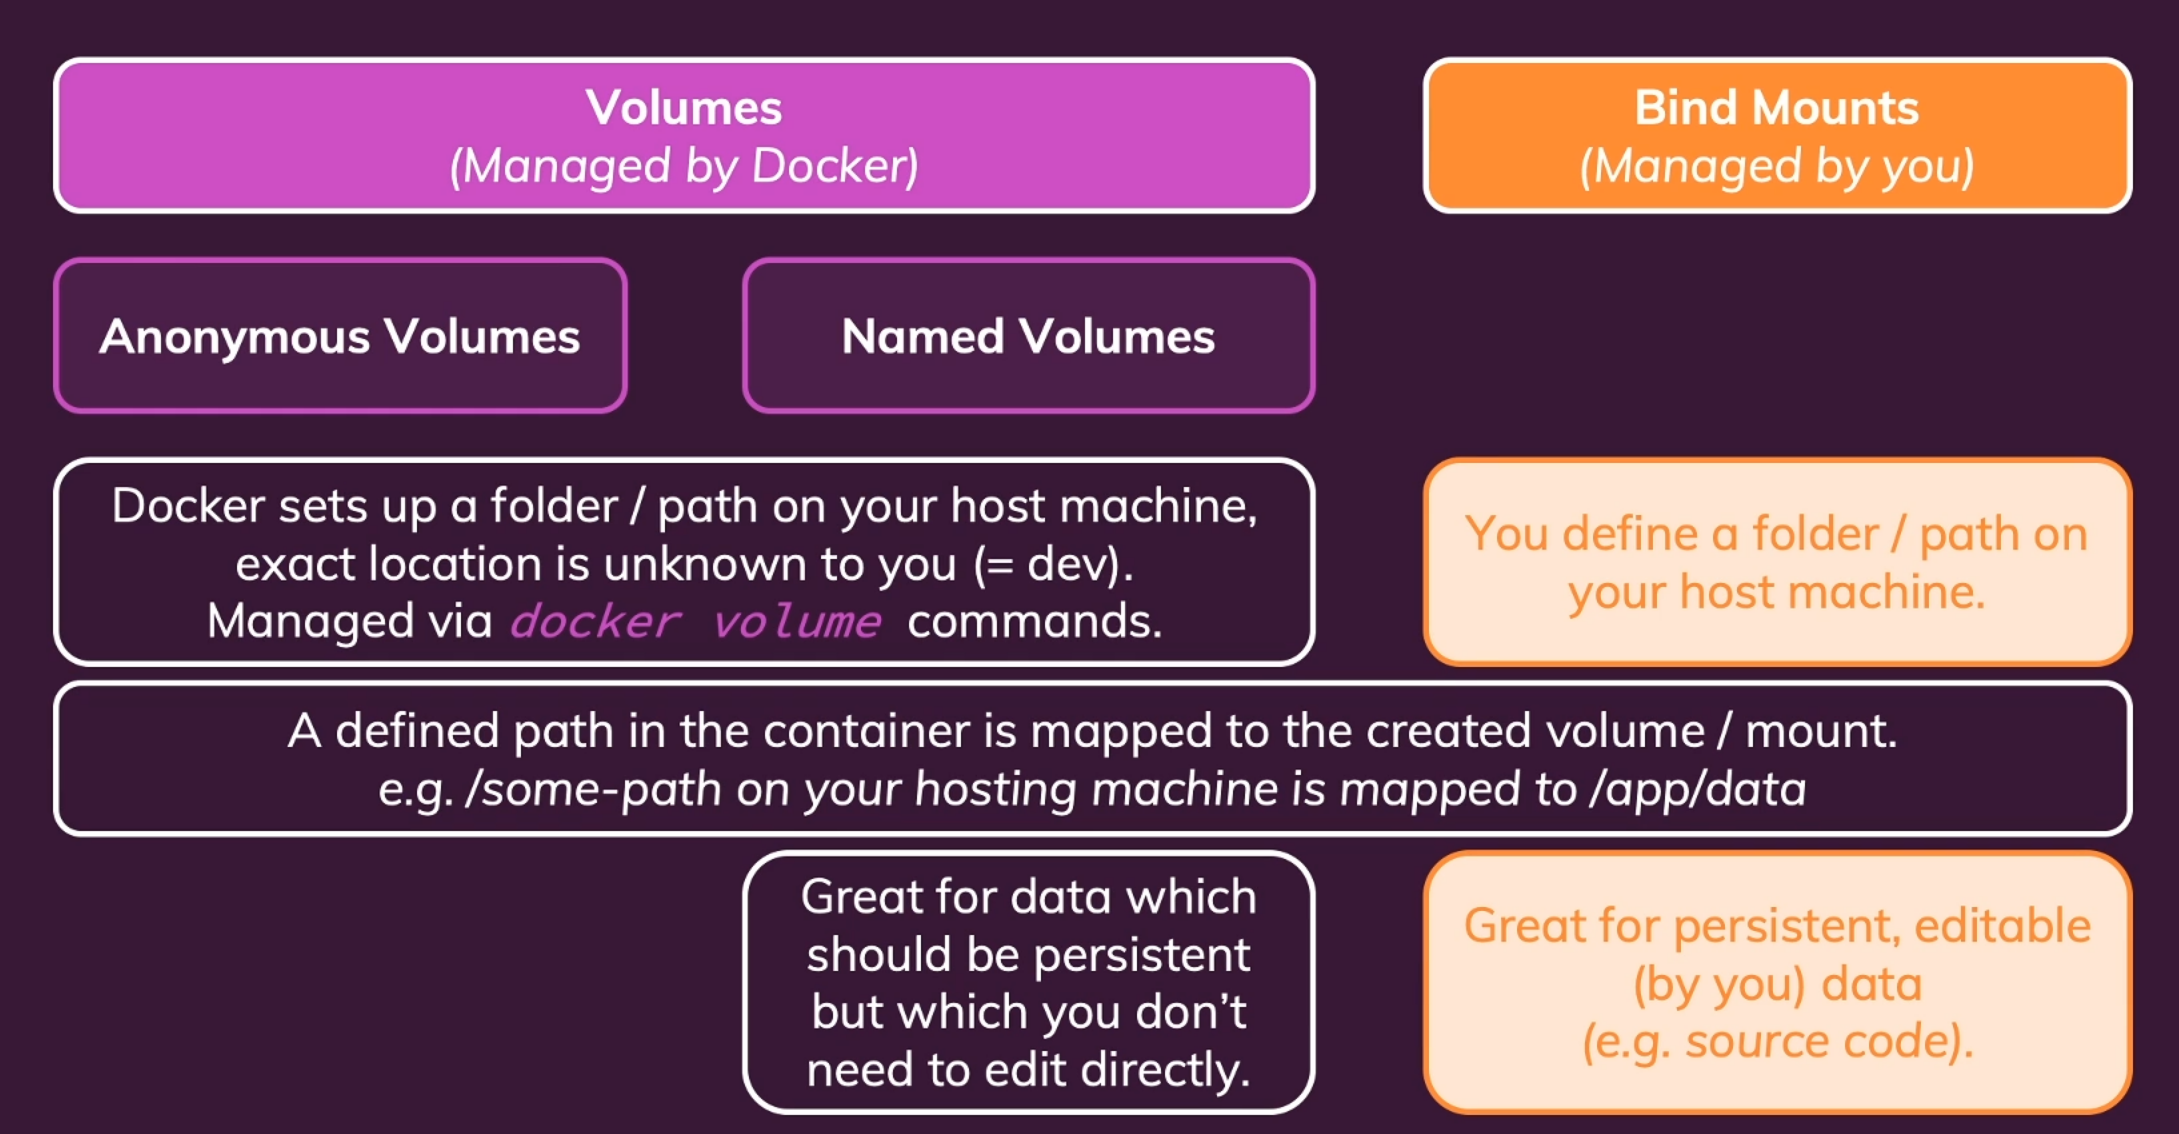 Volumes
(Managed by Docker)
Bind Mounts
(Managed by you)
Anonymous Volumes
Named Volumes
Docker sets up a folder / path on your host machine,
exact location is unknown to you (= dev).
Managed via docker volume commands.
You define a folder / path on
your host machine.
A defined path in the container is mapped to the created volume / mount.
e.g. /some-path on your hosting machine is mapped to /app/data
Great for data which
should be persistent
but which you don’t
need to edit directly.
Great for persistent, editable
(by you) data
(e.g. source code).